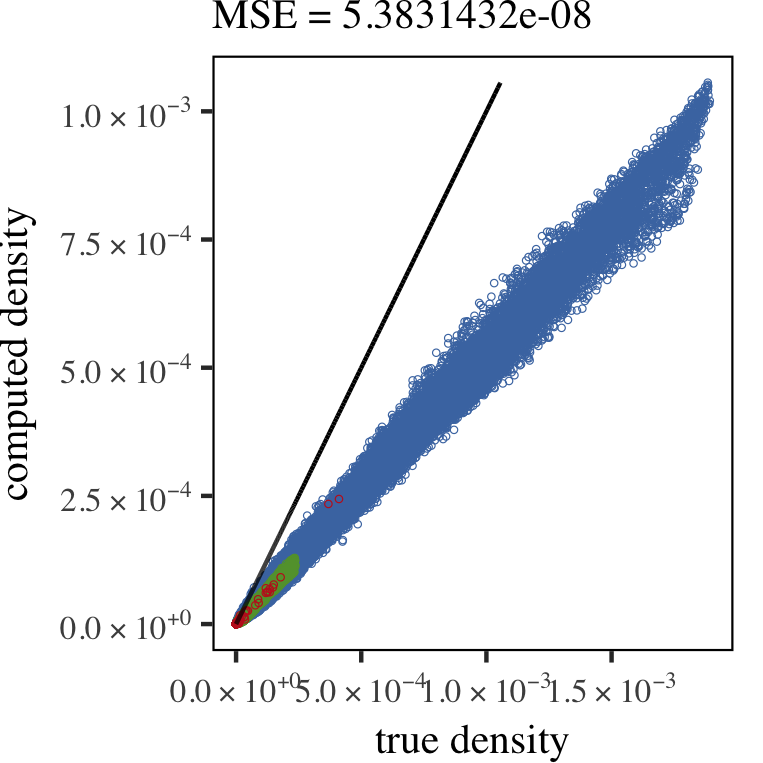 MSE = 5.3831432e-08
computed density
1.0 × 10⁻³
7.5 × 10⁻⁴
5.0 × 10⁻⁴
2.5 × 10⁻⁴
0.0 × 10⁺⁰
0.0 × 10⁺⁰ 5.0 × 10⁻⁴ 1.0 × 10⁻³ 1.5 × 10⁻³
true density